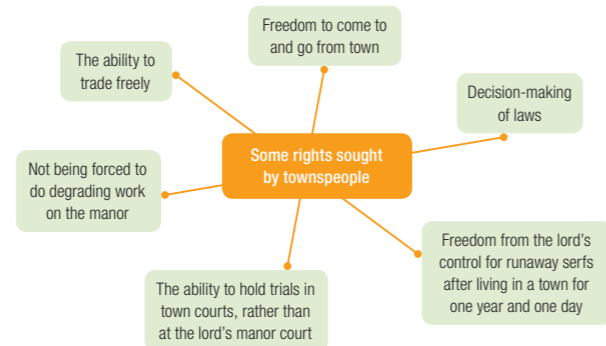 Freedom to come to
and go from town
The ability to
trade freely
Decision-making
of laws
Some rights sought
by townspeople
Not being forced to
do degrading work
on the manor
Freedom from the lord's
control for runaway serfs
after living in a town for
one year and one day
The ability to hold trials in
town courts, rather than
at the lord's manor court